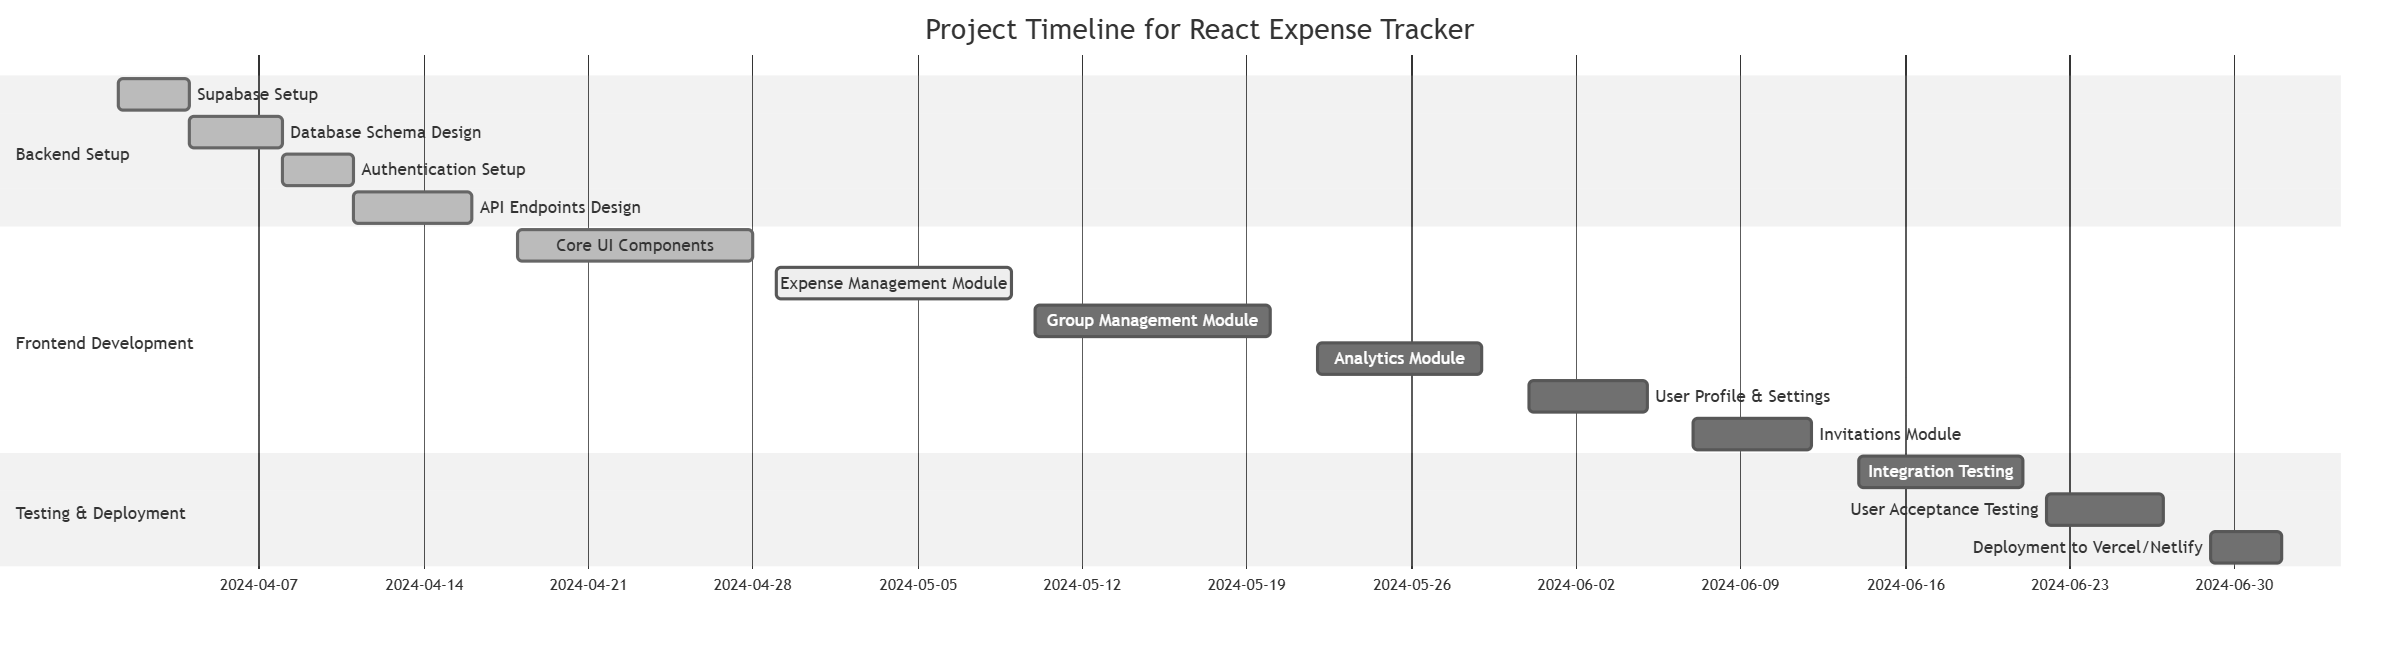 Project Timeline for React Expense Tracker
Supabase Setup
Database Schema Design
Backend Setup
Authentication Setup
API Endpoints Design
Core UI Components
Expense Management Module
Group Management Module
Frontend Development
Analytics Module
User Profile & Settings
Invitations Module
Integration Testing
User Acceptance Testing
Testing & Deployment
Deployment to Vercel/Netlify
2024-04-07
2024-04-14
2024-04-21
2024-04-28
2024-05-05
2024-05-12
2024-05-19
2024-05-26
2024-06-02
2024-06-09
2024-06-16
2024-06-23
2024-06-30